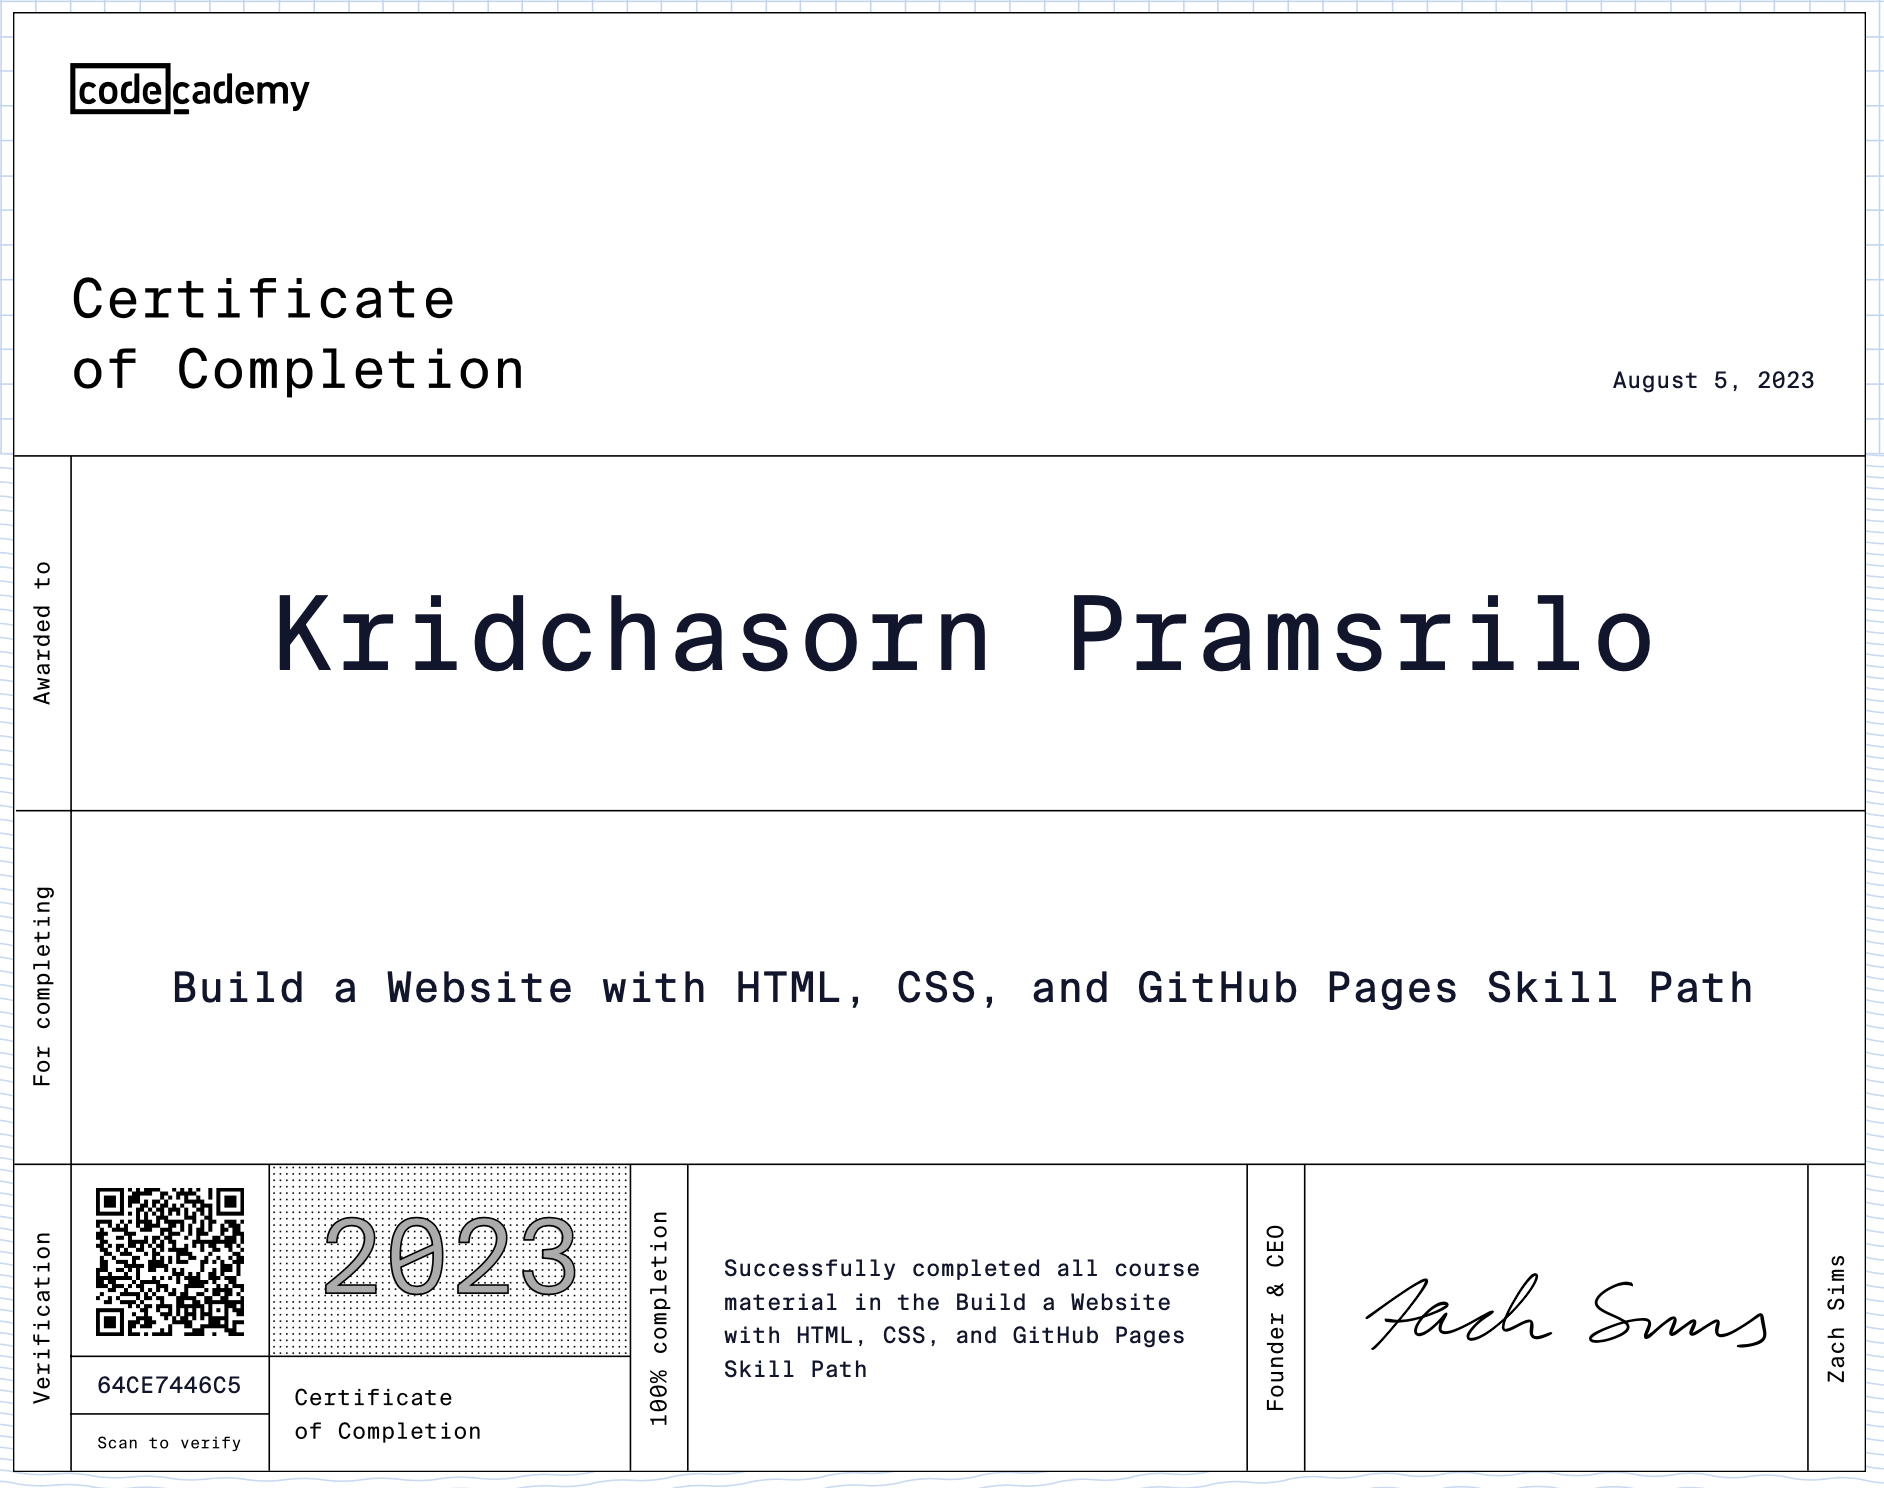 codecademy
Certificate
of Completion
August 5, 2023
Awarded to
Kridchasorn Pramsrilo
For completing
Build a Website with HTML, CSS, and GitHub Pages Skill Path
Verification
64CE7446C5
Scan to verify
2023
Certificate
of Completion
100% completion
Successfully completed all course
material in the Build a Website
with HTML, CSS, and GitHub Pages
Skill Path
Founder & CEO
Zach Sims
Zach Sims